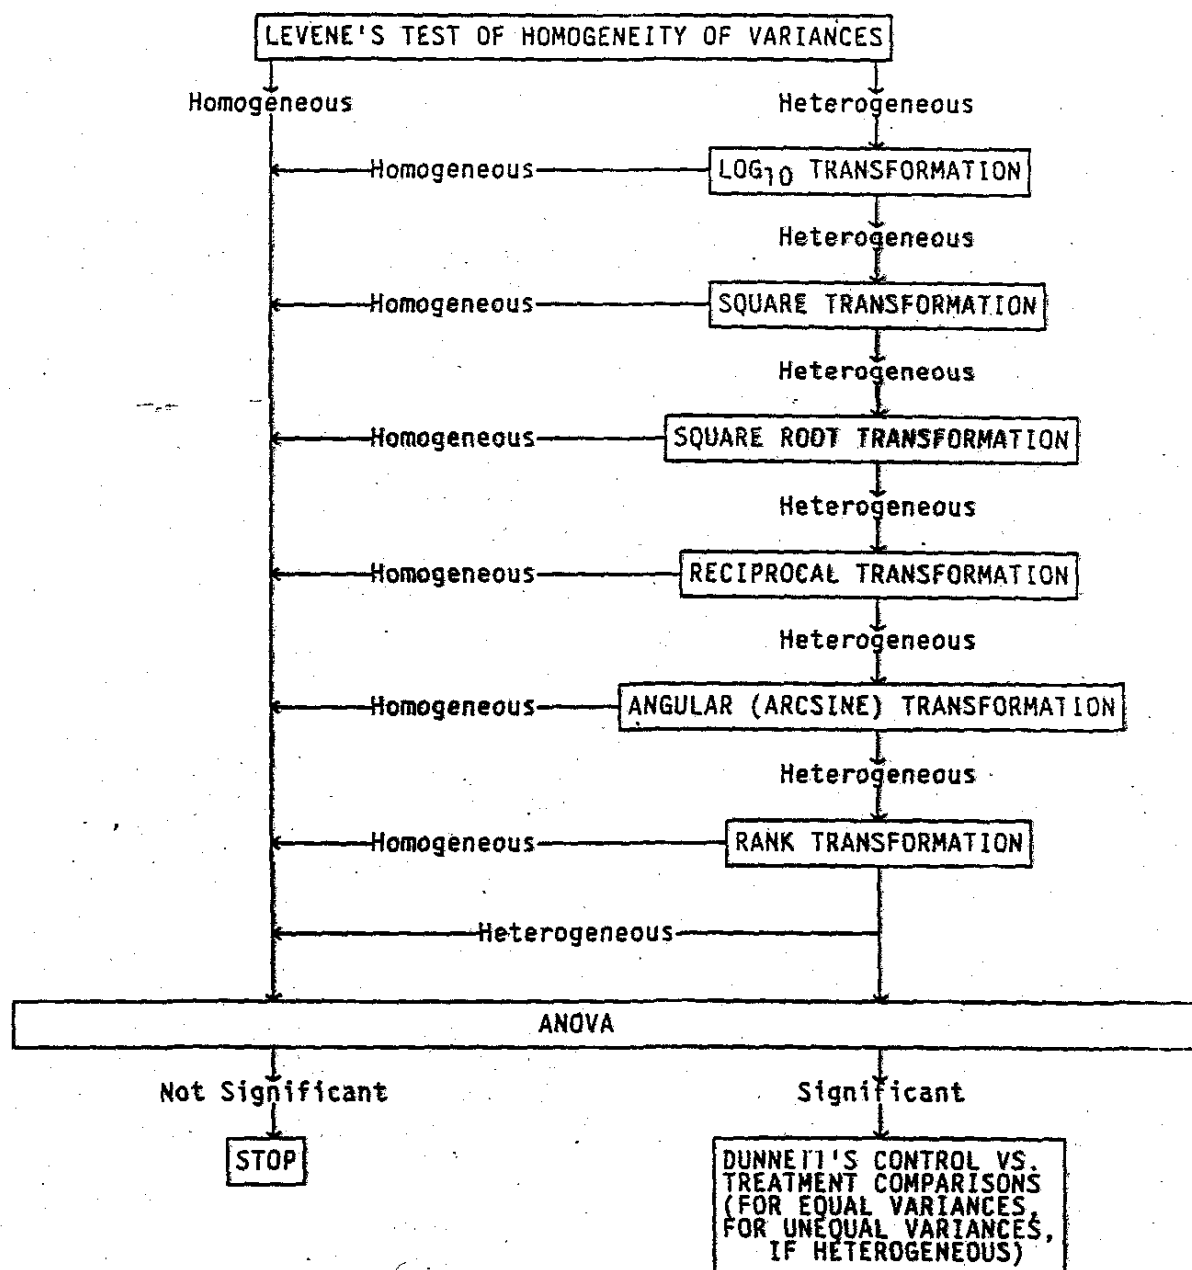 LEVENE'S TEST OF HOMOGENEITY OF VARIANCES
Homogeneous
Heterogeneous
Homogeneous
LOG10 TRANSFORMATION
Heterogeneous
Homogeneous
SQUARE TRANSFORMATION
Heterogeneous
Homogeneous
SQUARE ROOT TRANSFORMATION
Heterogeneous
Homogeneous
RECIPROCAL TRANSFORMATION
Heterogeneous
Homogeneous
ANGULAR (ARCSINE) TRANSFORMATION
Heterogeneous
Homogeneous
RANK TRANSFORMATION
Heterogeneous
ANOVA
Not Significant
Significant
STOP
DUNNETT'S CONTROL VS.
TREATMENT COMPARISONS
(FOR EQUAL VARIANCES,
FOR UNEQUAL VARIANCES,
IF HETEROGENEOUS)